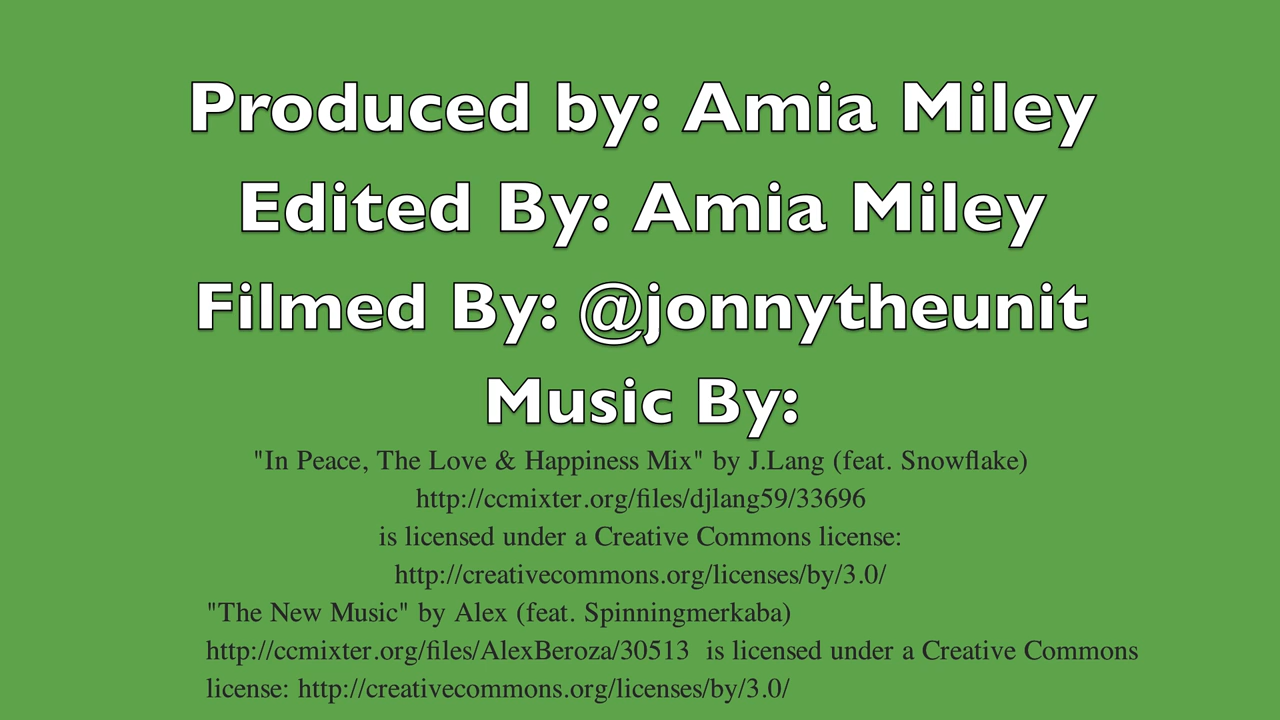 Produced by: Amia Miley
Edited By: Amia Miley
Filmed By: @jonnytheunit
Music By:
"In Peace, The Love & Happiness Mix" by J.Lang (feat. Snowflake)
http://ccmixter.org/files/djlang59/33696
is licensed under a Creative Commons license:
http://creativecommons.org/licenses/by/3.0/
"The New Music" by Alex (feat. Spinningmerkaba)
http://ccmixter.org/files/AlexBeroza/30513  is licensed under a Creative Commons
license: http://creativecommons.org/licenses/by/3.0/